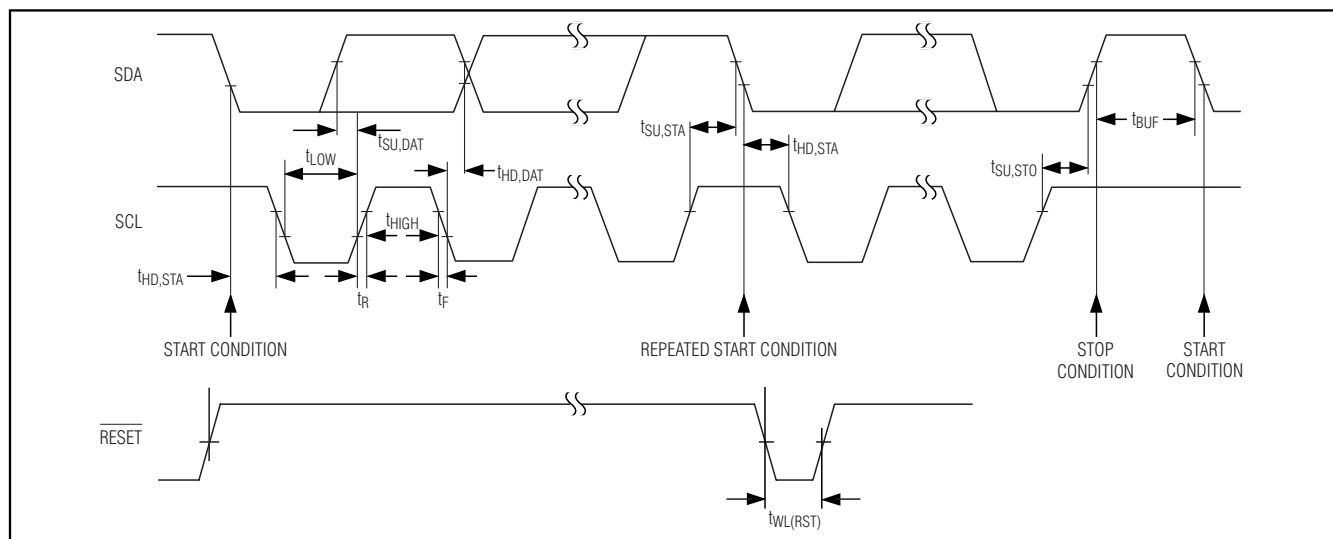 SDA
tSU,DAT
tLOW
tHD,DAT
tSU,STA
tHD,STA
tBUF
tSU,STO
SCL
tHIGH
tHD,STA
tR
tF
START CONDITION
REPEATED START CONDITION
STOP
CONDITION
START
CONDITION
RESET
tWL(RST)